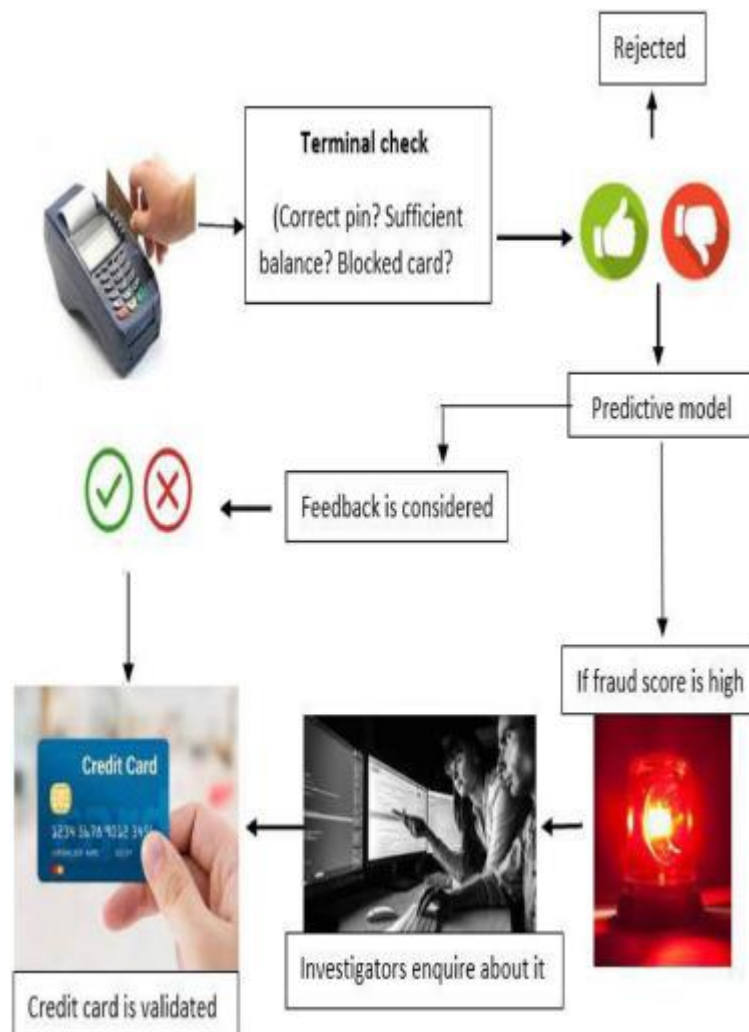 Rejected
Terminal check
(Correct pin? Sufficient
balance? Blocked card?
Predictive model
Feedback is considered
If fraud score is high
Credit Card
Investigators enquire about it
Credit card is validated